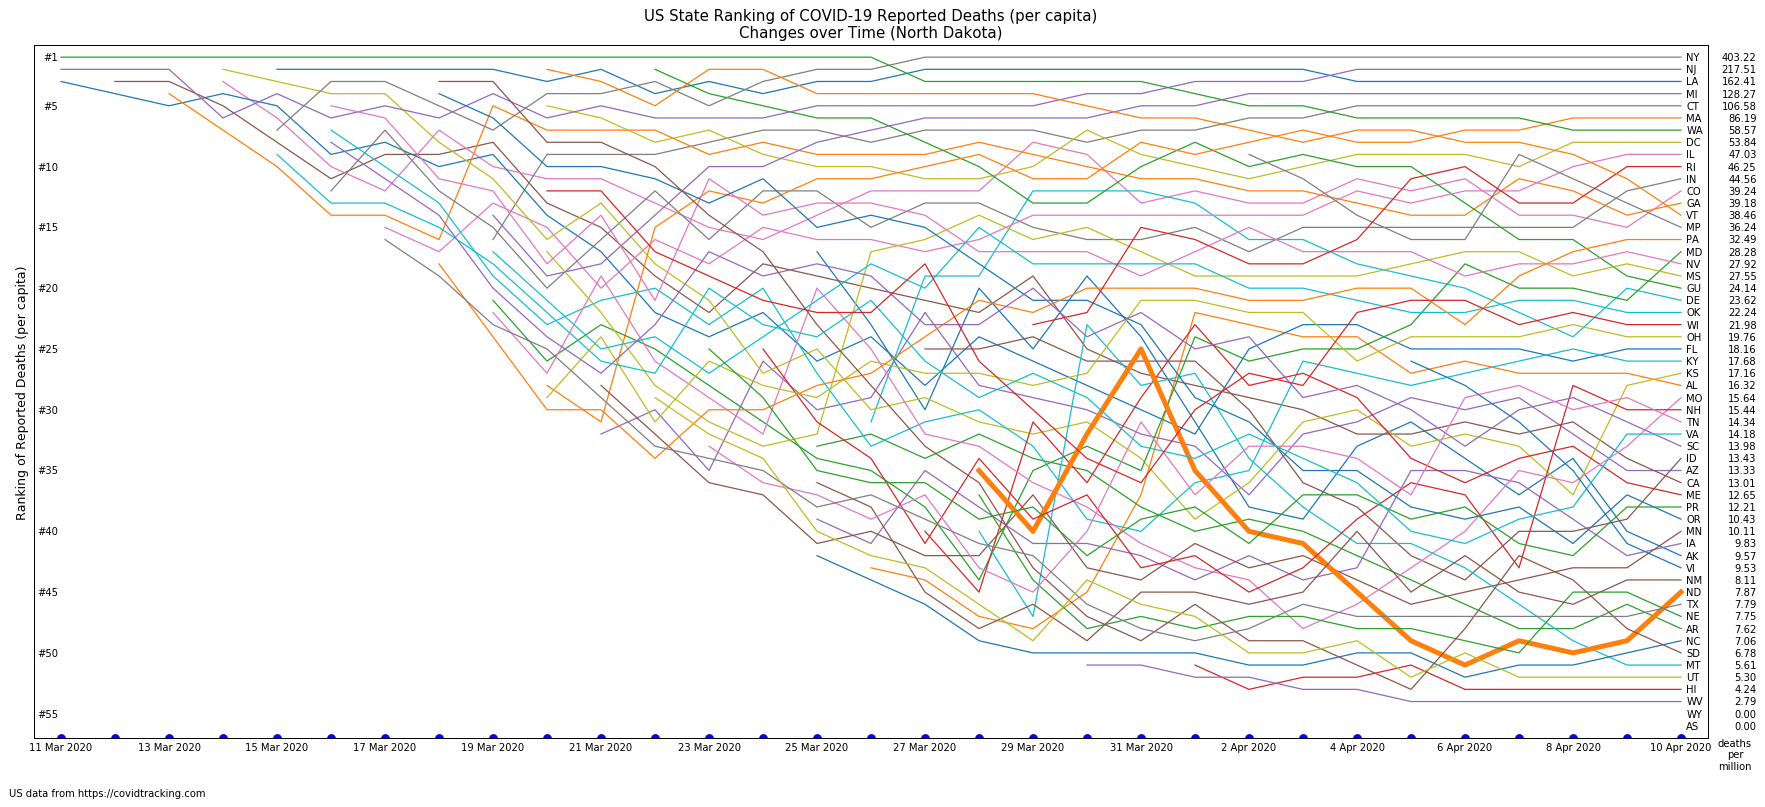 US State Ranking of COVID-19 Reported Deaths (per capita)
Changes over Time (North Dakota)
Ranking of Reported Deaths (per capita)
#1
#5
#10
#15
#20
#25
#30
#35
#40
#45
#50
#55
NY 403.22
NJ 217.51
LA 162.41
MI 128.27
CT 106.58
MA 86.19
WA 58.57
DC 53.84
IL 47.03
RI 46.25
IN 44.56
CO 39.24
GA 39.18
VT 38.46
MP 36.24
PA 32.49
MD 28.28
NV 27.92
MS 27.55
GU 24.14
DE 23.62
OK 22.24
WI 21.98
OH 19.76
FL 18.16
KY 17.68
KS 17.16
AL 16.32
MO 15.64
NH 15.44
TN 14.34
VA 14.18
SC 13.98
ID 13.43
AZ 13.33
CA 13.01
ME 12.65
PR 12.21
OR 10.43
MN 10.11
IA 9.83
AK 9.57
VI 9.53
NM 8.11
ND 7.87
TX 7.79
NE 7.75
AR 7.62
NC 7.06
SD 6.78
MT 5.61
UT 5.30
HI 4.24
WV 2.79
WY 0.00
AS 0.00
11 Mar 2020 13 Mar 2020 15 Mar 2020 17 Mar 2020 19 Mar 2020 21 Mar 2020 23 Mar 2020 25 Mar 2020 27 Mar 2020 29 Mar 2020 31 Mar 2020 2 Apr 2020 4 Apr 2020 6 Apr 2020 8 Apr 2020 10 Apr 2020
deaths
per
million
US data from https://covidtracking.com